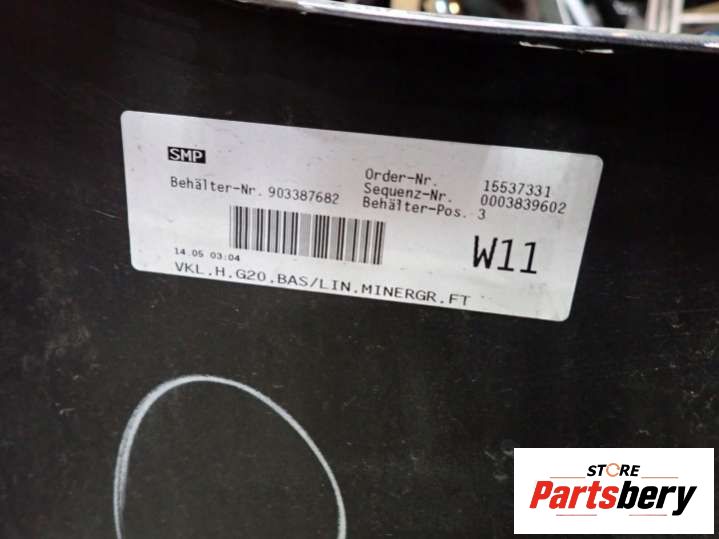 SMP
Behälter-Nr. 903387682
Order-Nr. 15537331
Sequenz-Nr. 0003839602
Behälter-Pos. 3
W11
14.05 03:04
VKL.H.G20.BAS/LIN.MINERGR.FT
STORE
Partsbery